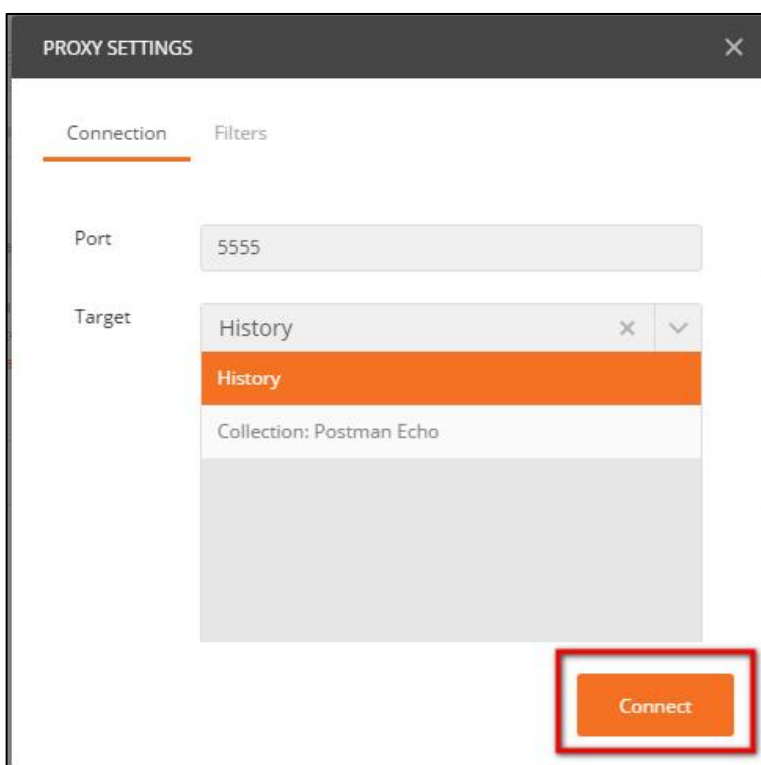 PROXY SETTINGS
Connection Filters
Port 5555
Target History
History
Collection: Postman Echo
Connect